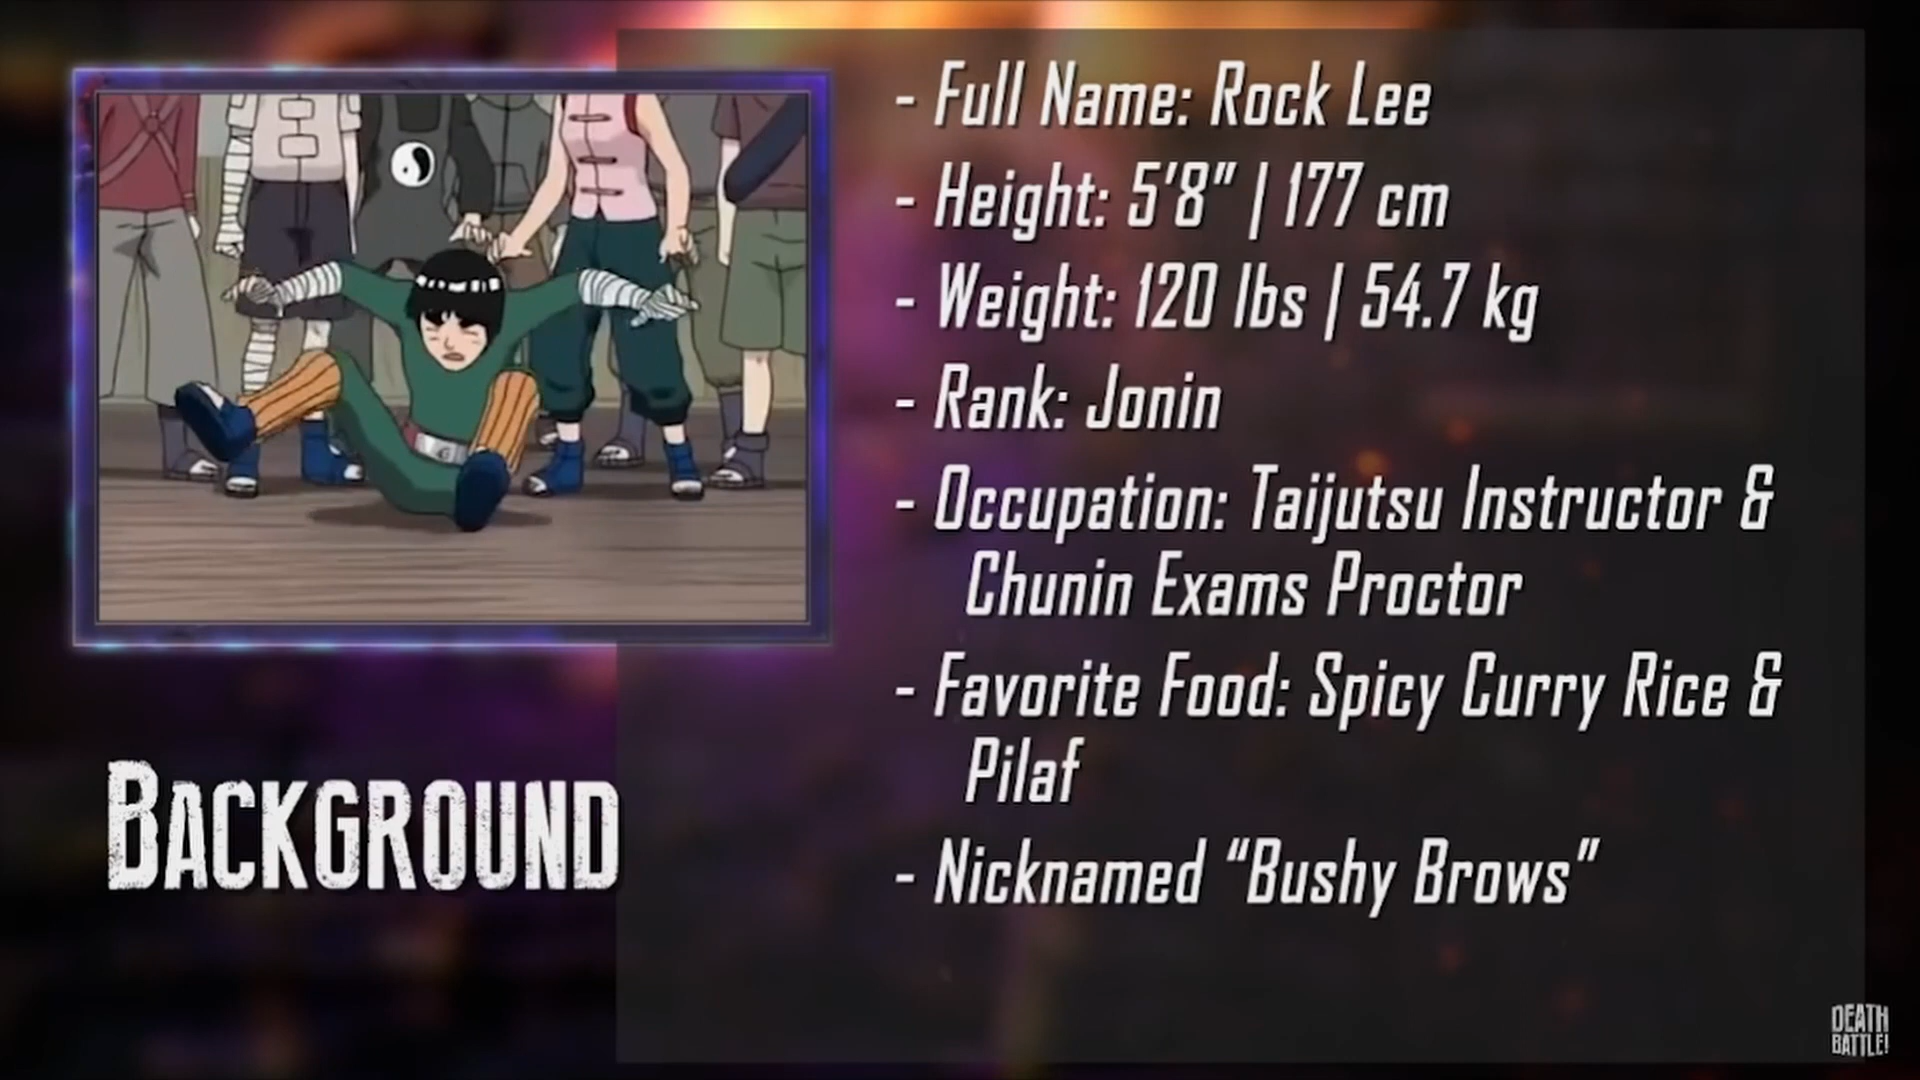 - Full Name: Rock Lee
- Height: 5'8" | 177 cm
- Weight: 120 lbs | 54.7 kg
- Rank: Jonin
- Occupation: Taijutsu Instructor &
Chunin Exams Proctor
- Favorite Food: Spicy Curry Rice &
Pilaf
- Nicknamed “Bushy Brows”
BACKGROUND
DEATH
BATTLE!